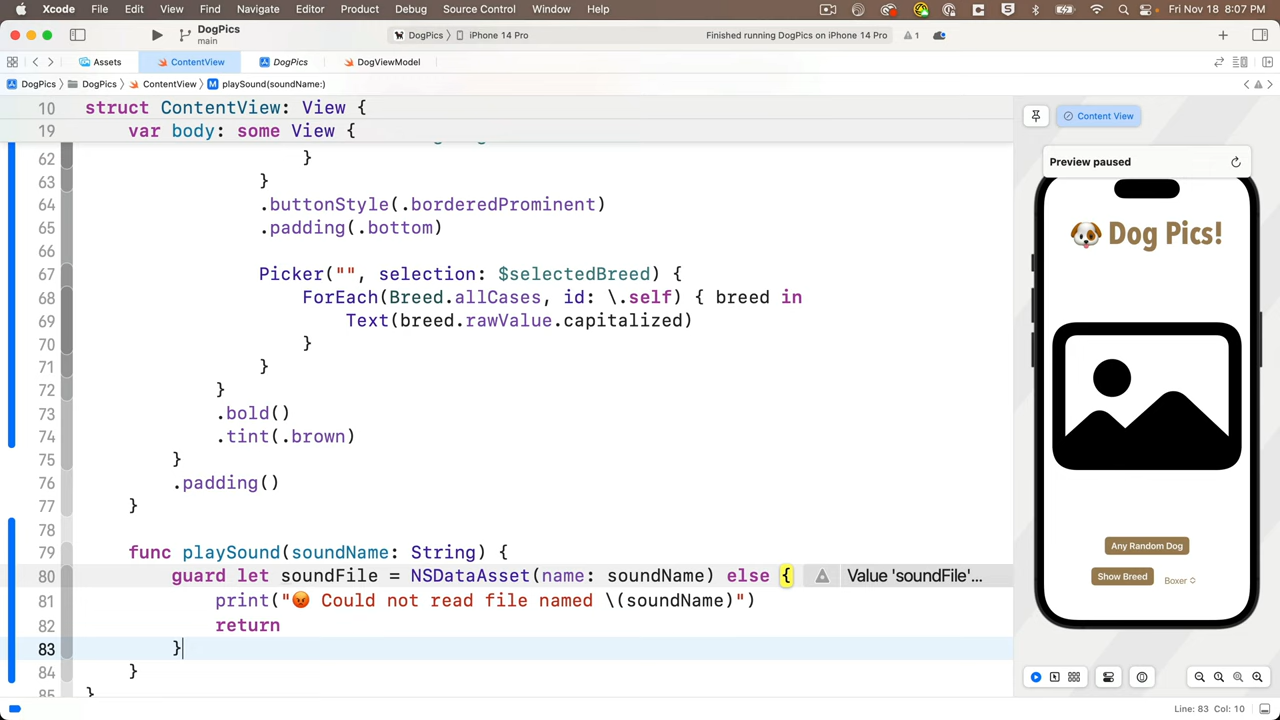 Xcode File Edit View Find Navigate Editor Product Debug Source Control Window Help Fri Nov 18 8:07 PM
DogPics
main
DogPics 〉 iPhone 14 Pro
Finished running DogPics on iPhone 14 Pro
1
Assets
ContentView
DogPics
DogViewModel
DogPics 〉 DogPics 〉 ContentView 〉 M playSound(soundName:)
10 struct ContentView: View {
19 var body: some View {
62 }
63 }
64 .buttonStyle(.borderedProminent)
65 .padding(.bottom)
66
67 Picker("", selection: $selectedBreed) {
68 ForEach(Breed.allCases, id: \.self) { breed in
69 Text(breed.rawValue.capitalized)
70 }
71 }
72 }
73 .bold()
74 .tint(.brown)
75 }
76 .padding()
77 }
78
79 func playSound(soundName: String) {
80 guard let soundFile = NSDataAsset(name: soundName) else { Value 'soundFile'...
81 print("😡 Could not read file named \(soundName)")
82 return
83 }
84 }
85 }
Content View
Preview paused
🐶 Dog Pics!
Any Random Dog
Show Breed
Boxer
Line: 83 Col: 10